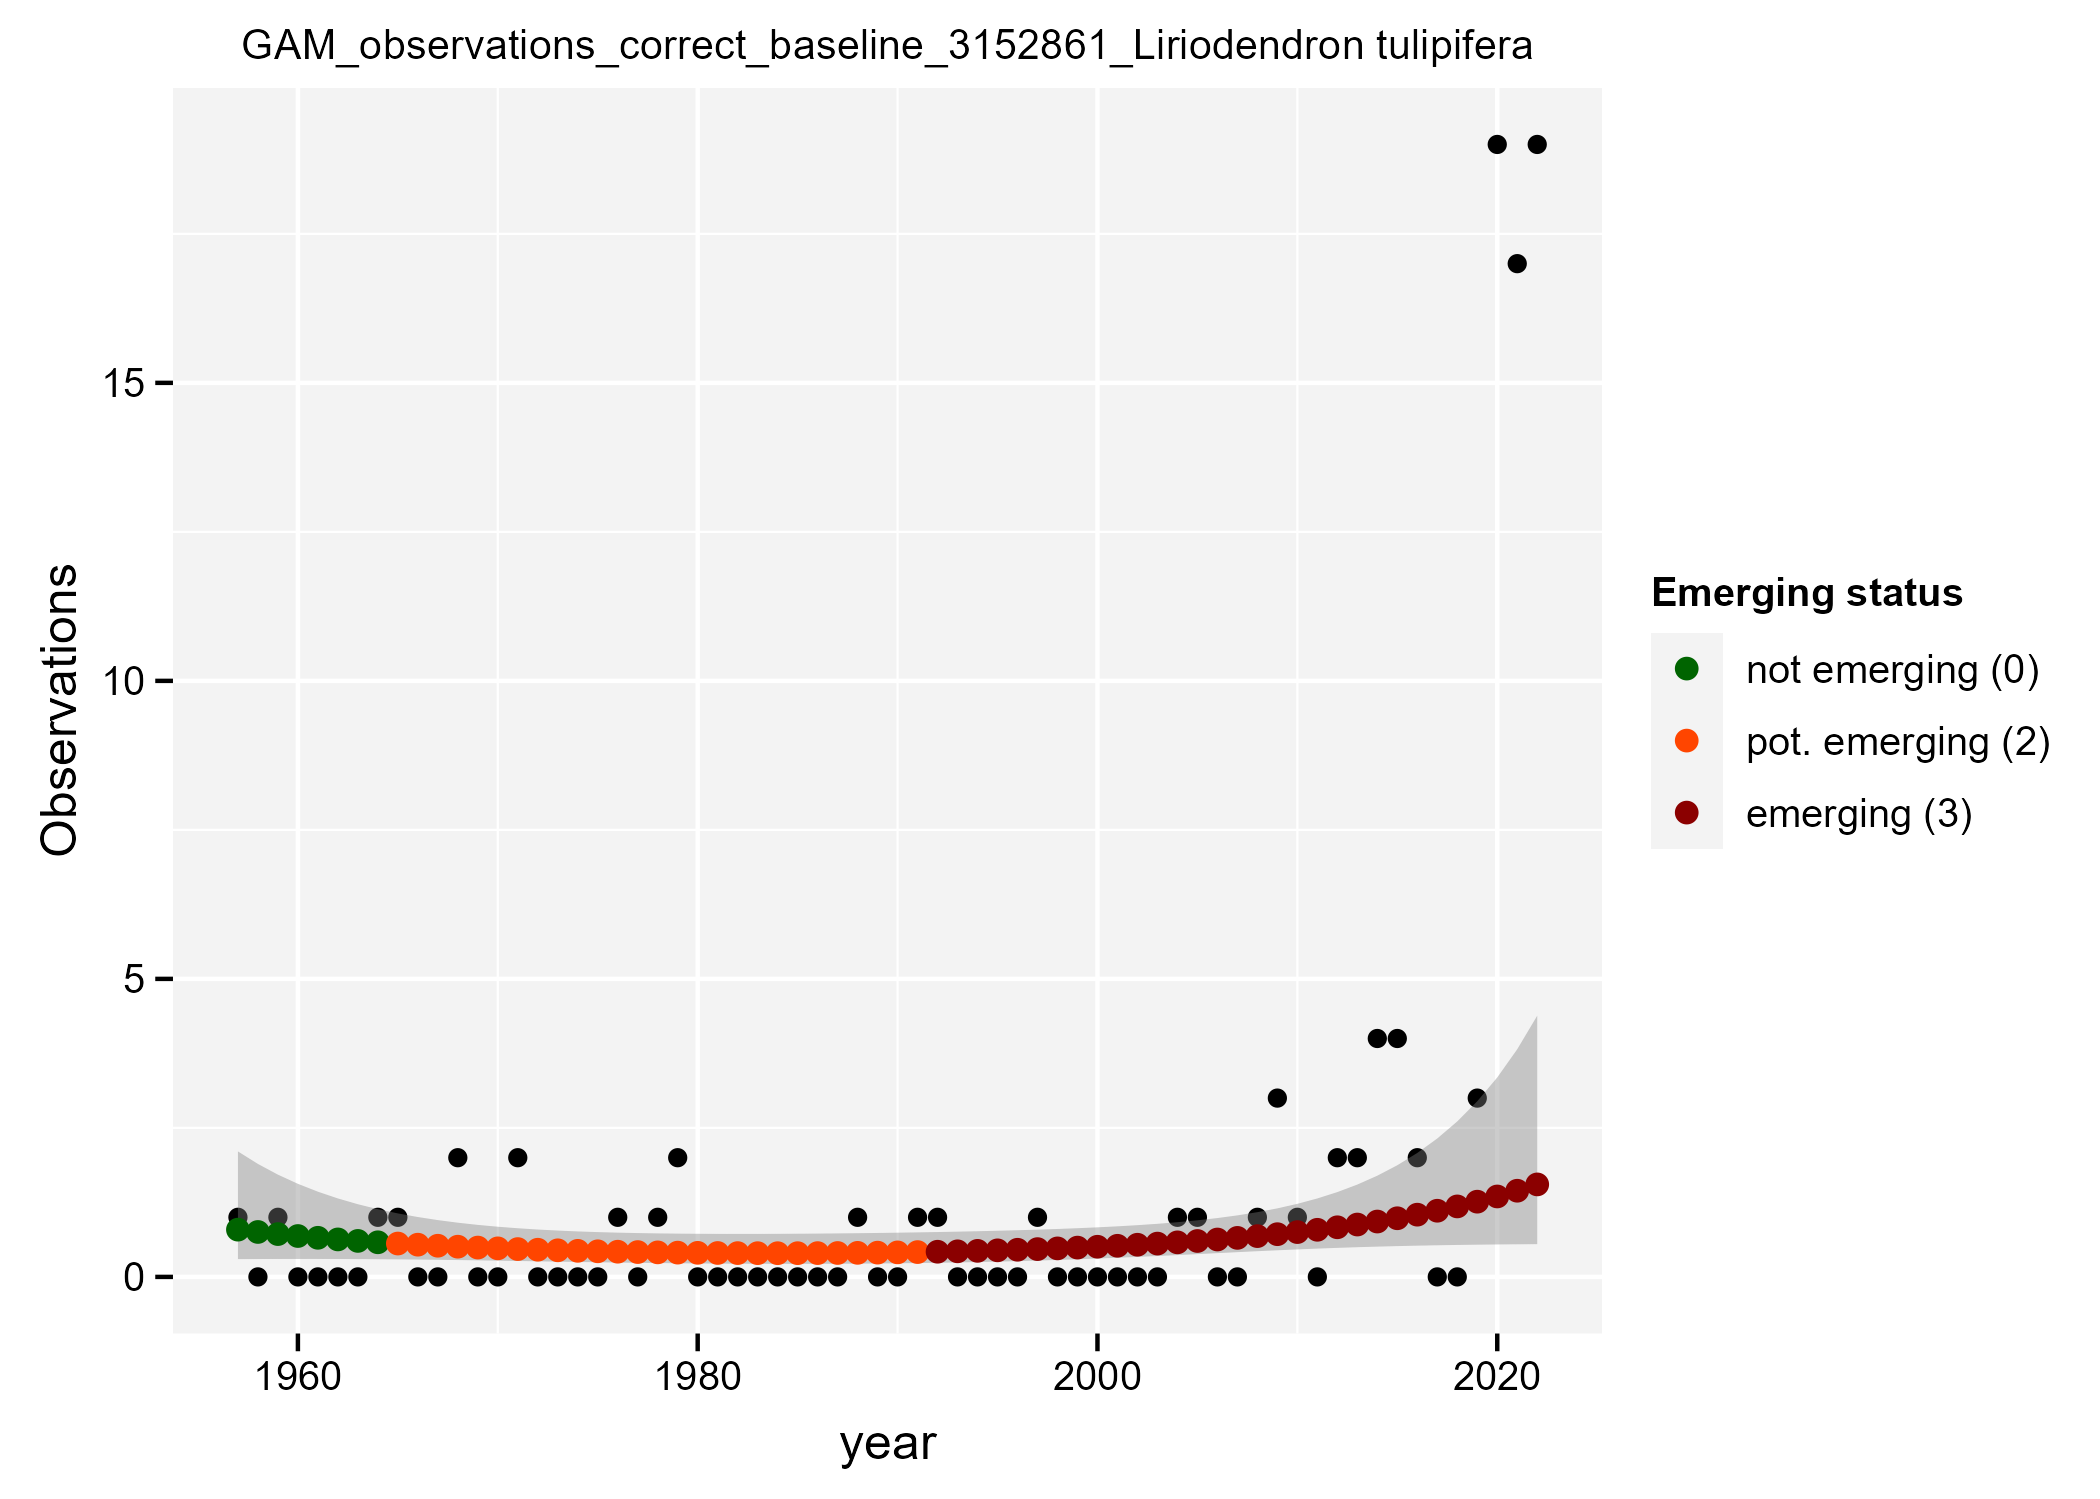 GAM_observations_correct_baseline_3152861_Liriodendron tulipifera
Observations
15
10
5
0
1960
1980
2000
2020
year
Emerging status
not emerging (0)
pot. emerging (2)
emerging (3)